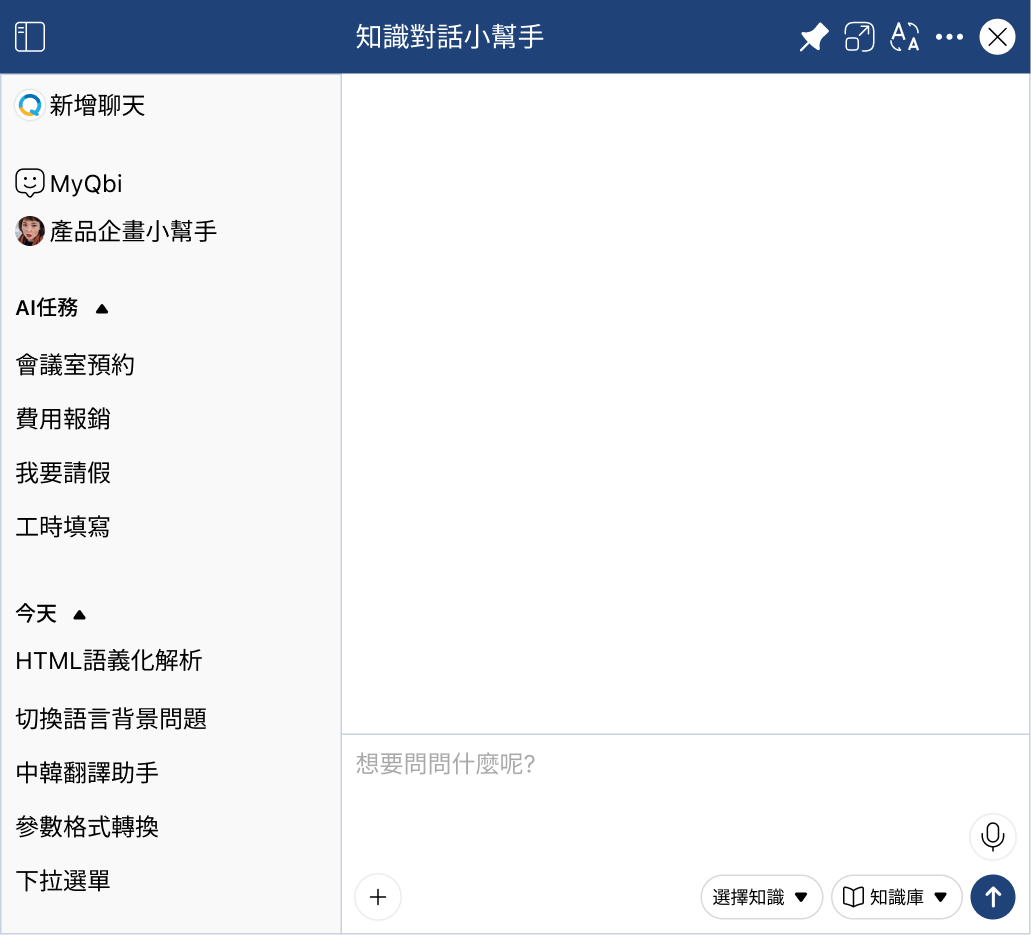 知識對話小幫手
新增聊天
MyQbi
產品企畫小幫手
AI任務
會議室預約
費用報銷
我要請假
工時填寫
今天
HTML語義化解析
切換語言背景問題
中韓翻譯助手
參數格式轉換
下拉選單
想要問問什麼呢?
選擇知識
知識庫